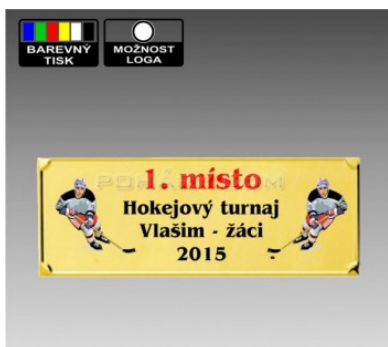 BAREVNÝ
TISK
MOŽNOST
LOGA
1. místo
Hokejový turnaj
Vlašim - žáci
2015